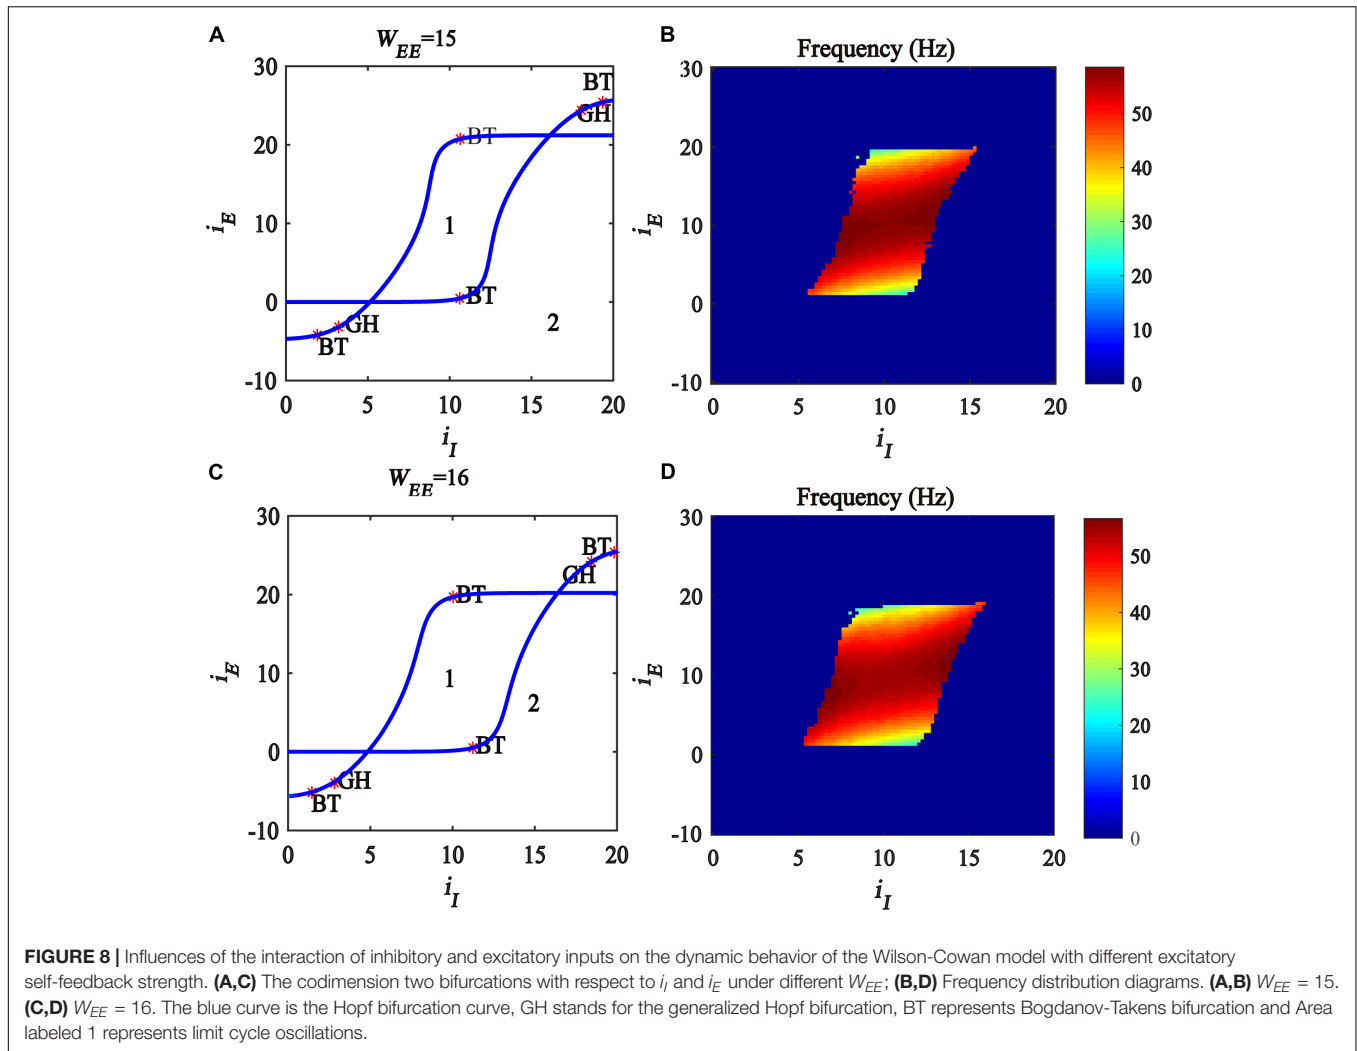 A
W_EE=15
30
20
10
0
-10
0
5
10
15
20
i_E
i_I
BT
GH
BT
1
BT
2
GH
BT
B
Frequency (Hz)
30
20
10
0
-10
0
5
10
15
20
i_E
i_I
50
40
30
20
10
0
C
W_EE=16
30
20
10
0
-10
0
5
10
15
20
i_E
i_I
BT
GH
BT
1
2
BT
GH
BT
D
Frequency (Hz)
30
20
10
0
-10
0
5
10
15
20
i_E
i_I
50
40
30
20
10
0
FIGURE 8 | Influences of the interaction of inhibitory and excitatory inputs on the dynamic behavior of the Wilson-Cowan model with different excitatory
self-feedback strength. (A,C) The codimension two bifurcations with respect to i_I and i_E under different W_EE; (B,D) Frequency distribution diagrams. (A,B) W_EE = 15.
(C,D) W_EE = 16. The blue curve is the Hopf bifurcation curve, GH stands for the generalized Hopf bifurcation, BT represents Bogdanov-Takens bifurcation and Area
labeled 1 represents limit cycle oscillations.